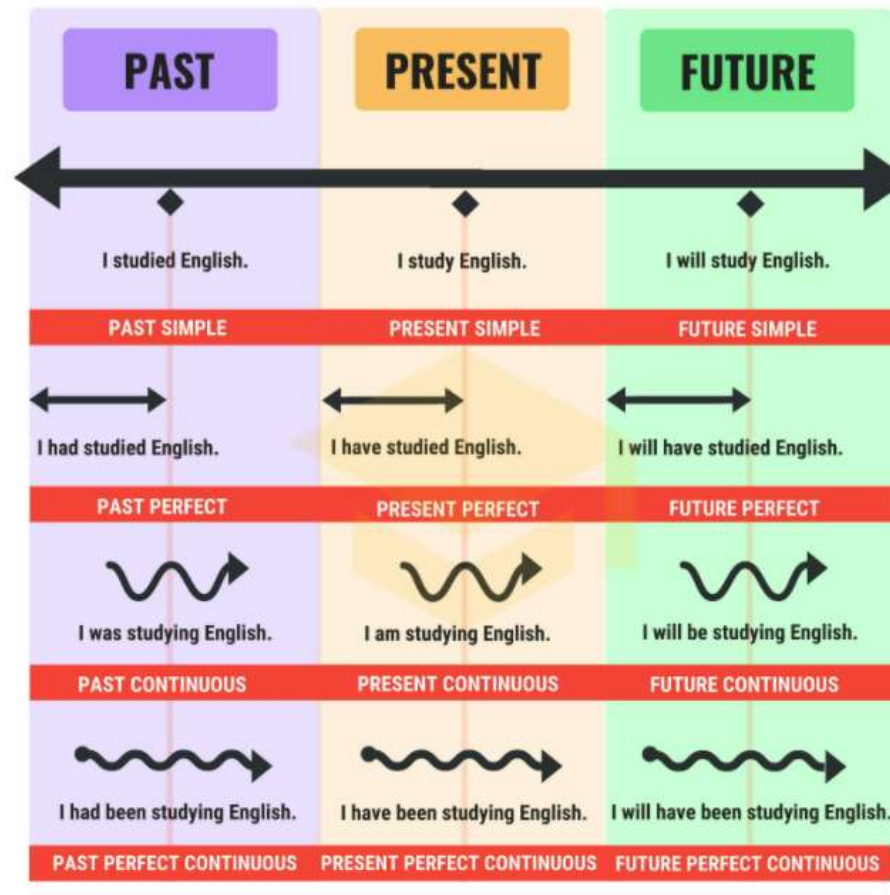 PAST
PRESENT
FUTURE
I studied English.
I study English.
I will study English.
PAST SIMPLE
PRESENT SIMPLE
FUTURE SIMPLE
I had studied English.
I have studied English.
I will have studied English.
PAST PERFECT
PRESENT PERFECT
FUTURE PERFECT
I was studying English.
I am studying English.
I will be studying English.
PAST CONTINUOUS
PRESENT CONTINUOUS
FUTURE CONTINUOUS
I had been studying English.
I have been studying English.
I will have been studying English.
PAST PERFECT CONTINUOUS
PRESENT PERFECT CONTINUOUS
FUTURE PERFECT CONTINUOUS